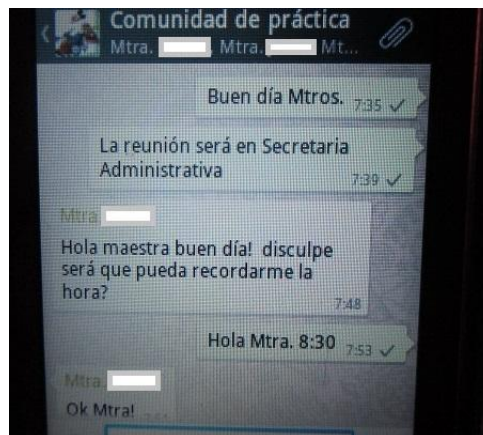 Comunidad de práctica
Mtra. , Mtra. Mt...
Buen día Mtros. 7:35
La reunión será en Secretaria
Administrativa
7:39
Mtra
Hola maestra buen día! disculpe
será que pueda recordarme la
hora?
7:48
Hola Mtra. 8:30 7:53
Mtra.
Ok Mtra!